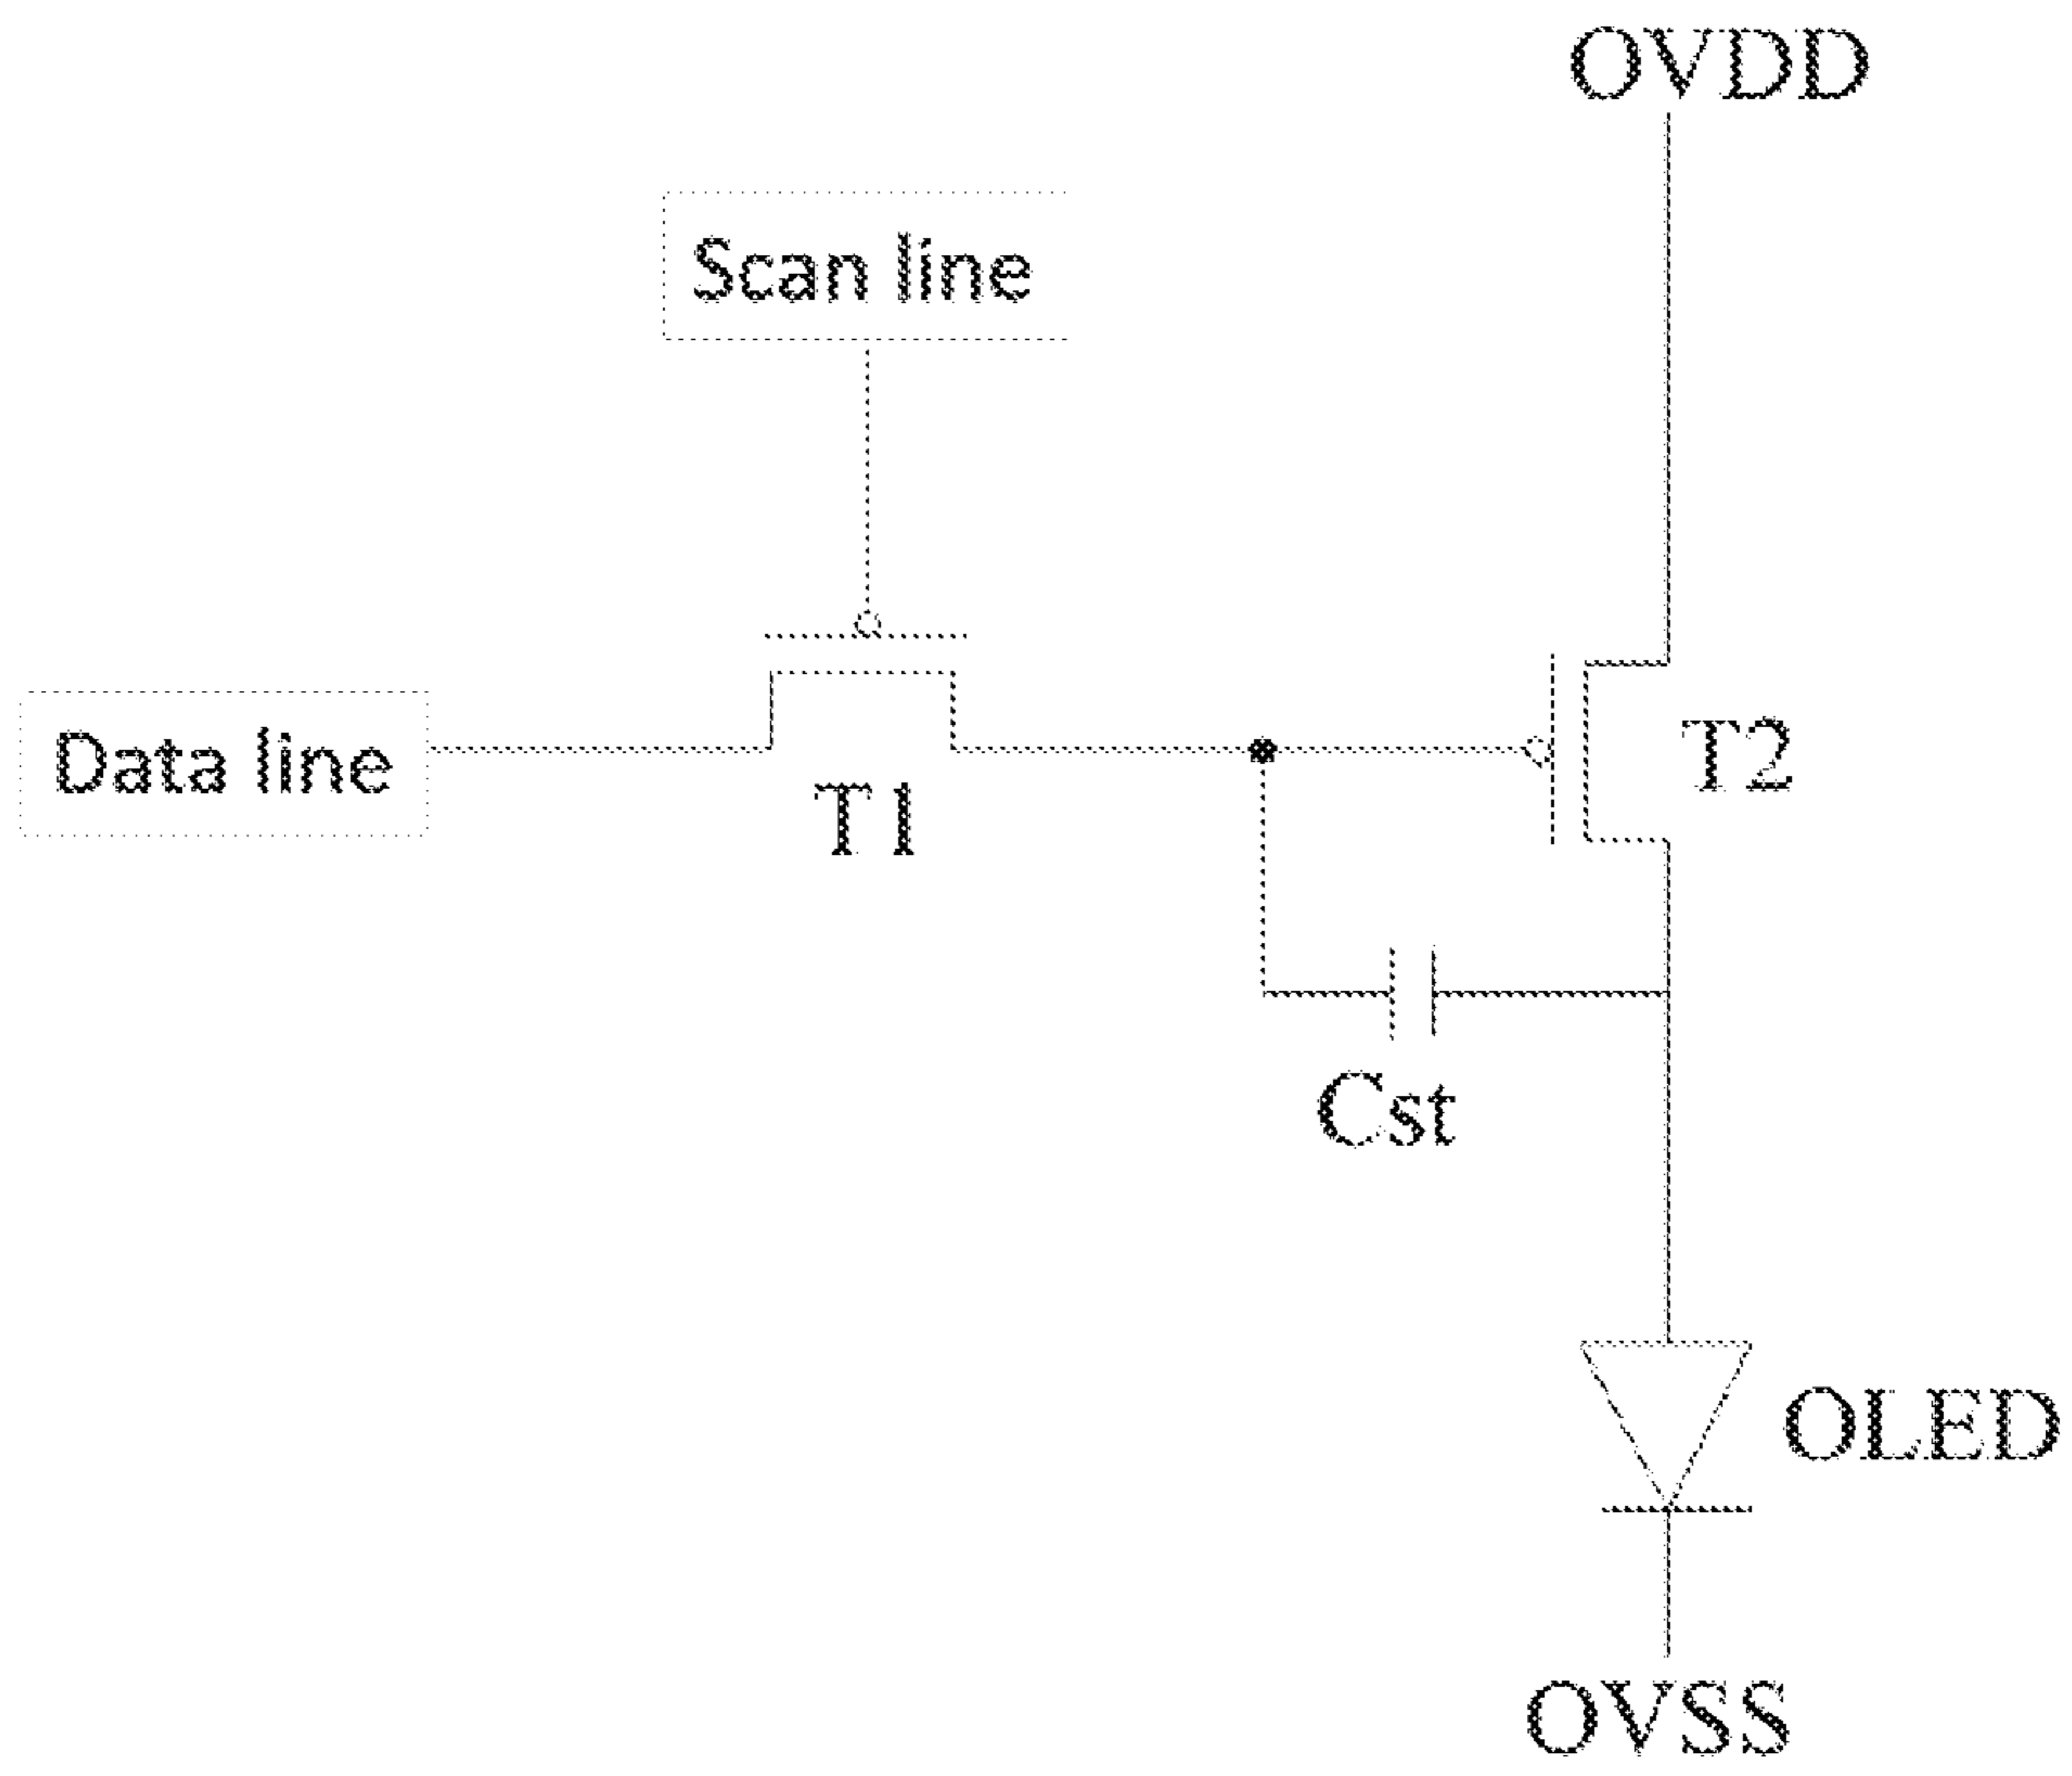 OVDD
Scan line
Data line
T1
T2
Cst
OLED
OVSS